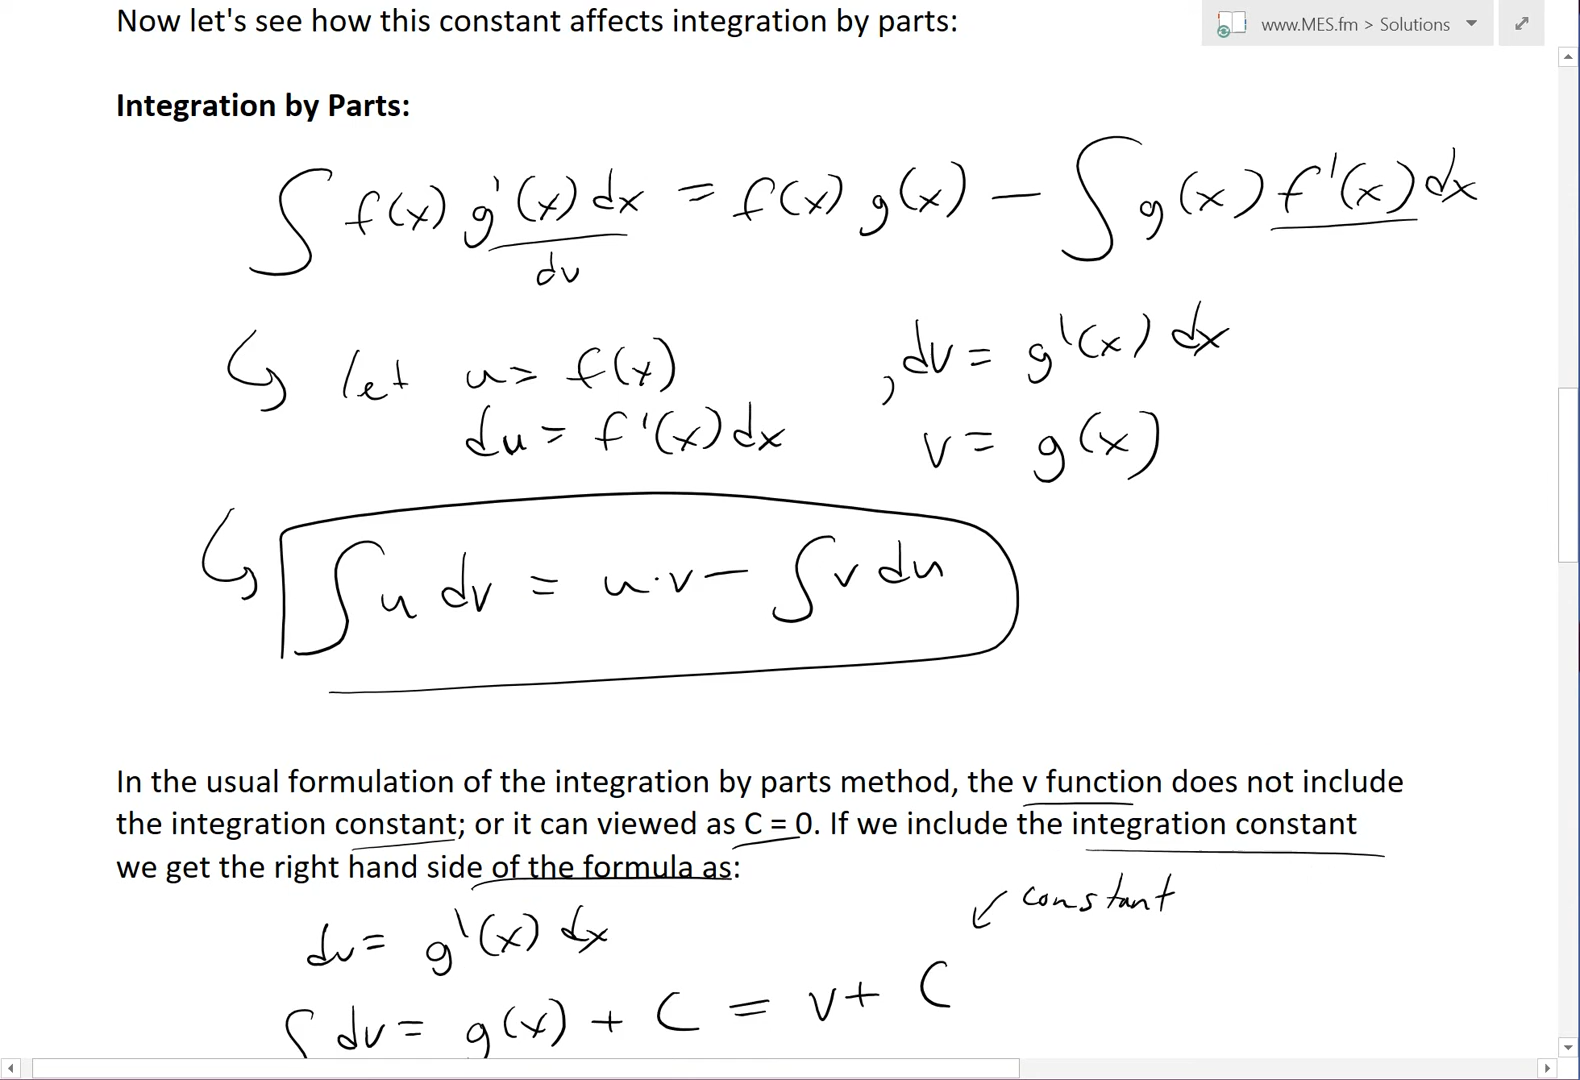 Now let's see how this constant affects integration by parts:
www.MES.fm > Solutions
Integration by Parts:
∫ f(x) g'(x) dx = f(x) g(x) − ∫ g(x) f'(x) dx
dv
let u = f(x) , dv = g'(x) dx
du = f'(x) dx v = g(x)
∫ u dv = u · v − ∫ v du
In the usual formulation of the integration by parts method, the v function does not include
the integration constant; or it can viewed as C = 0. If we include the integration constant
we get the right hand side of the formula as:
constant
dv = g'(x) dx
∫ dv = g(x) + C = v + C